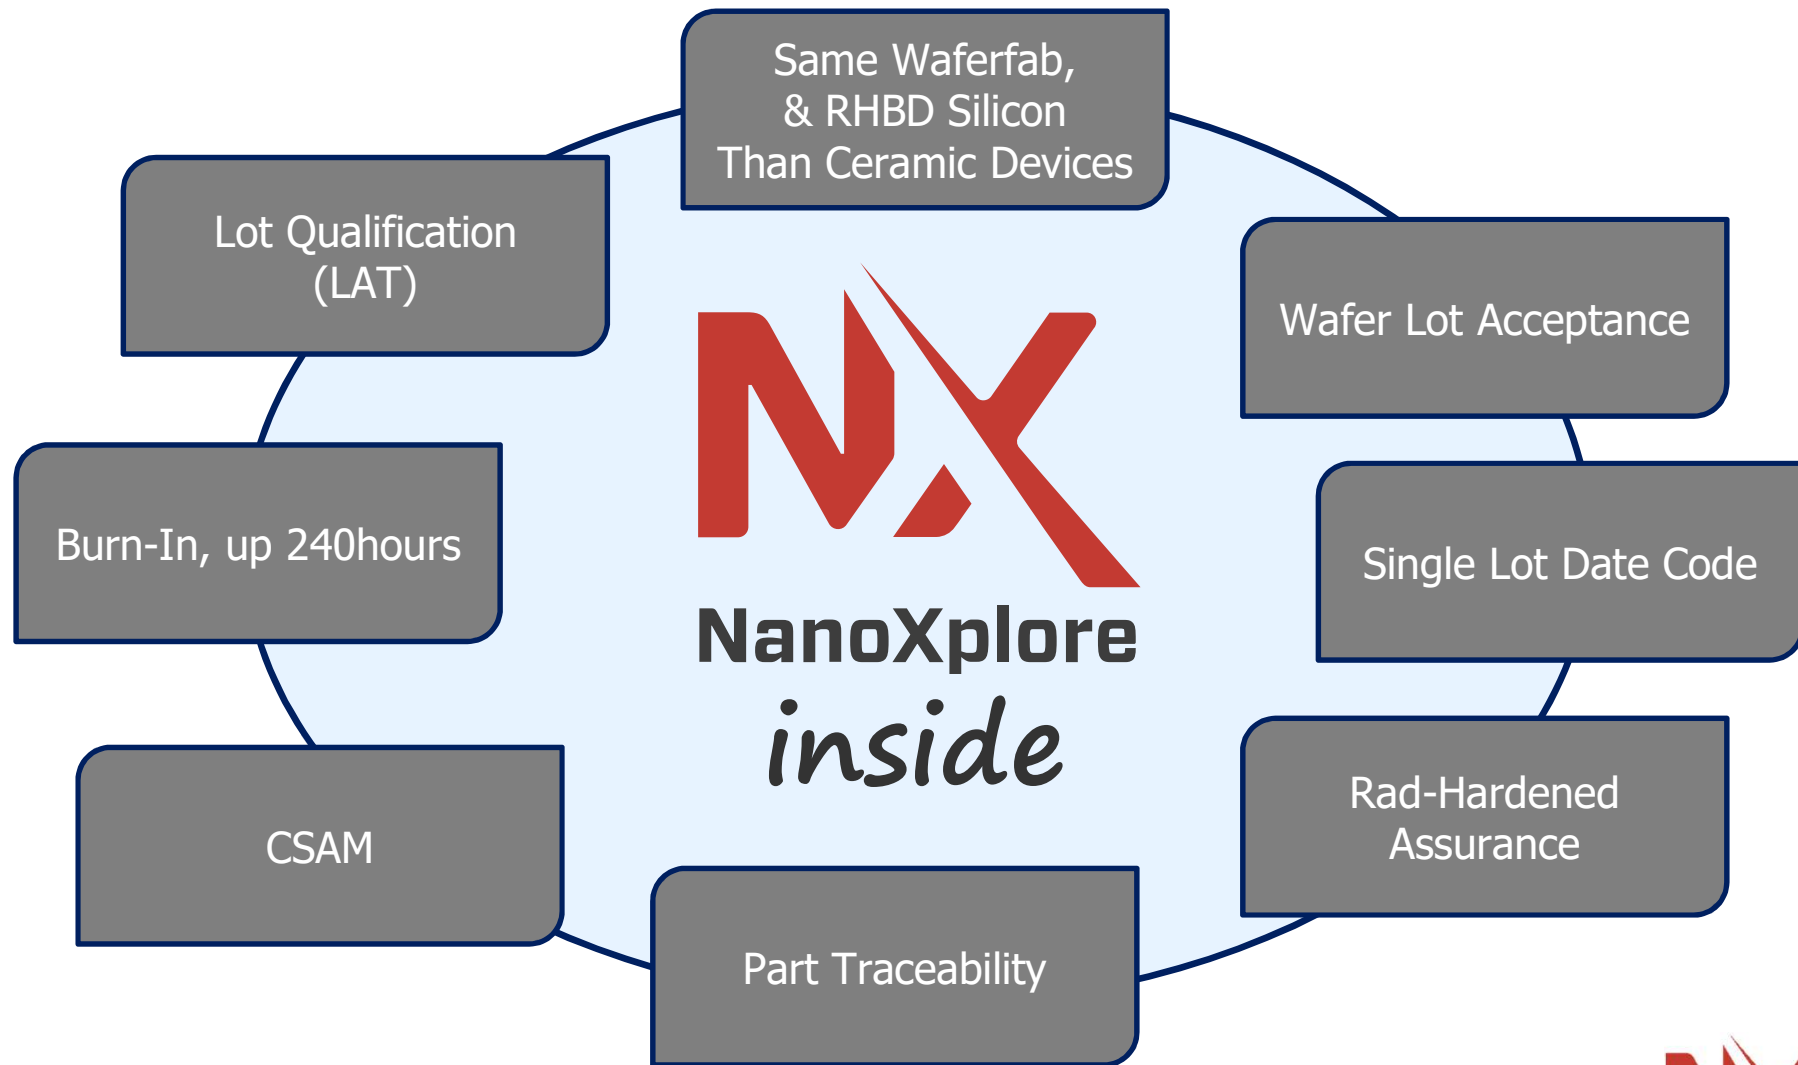 Same Waferfab,
& RHBD Silicon
Than Ceramic Devices
Lot Qualification
(LAT)
Wafer Lot Acceptance
NX
Burn-In, up 240hours
Single Lot Date Code
NanoXplore
inside
Rad-Hardened
Assurance
CSAM
Part Traceability